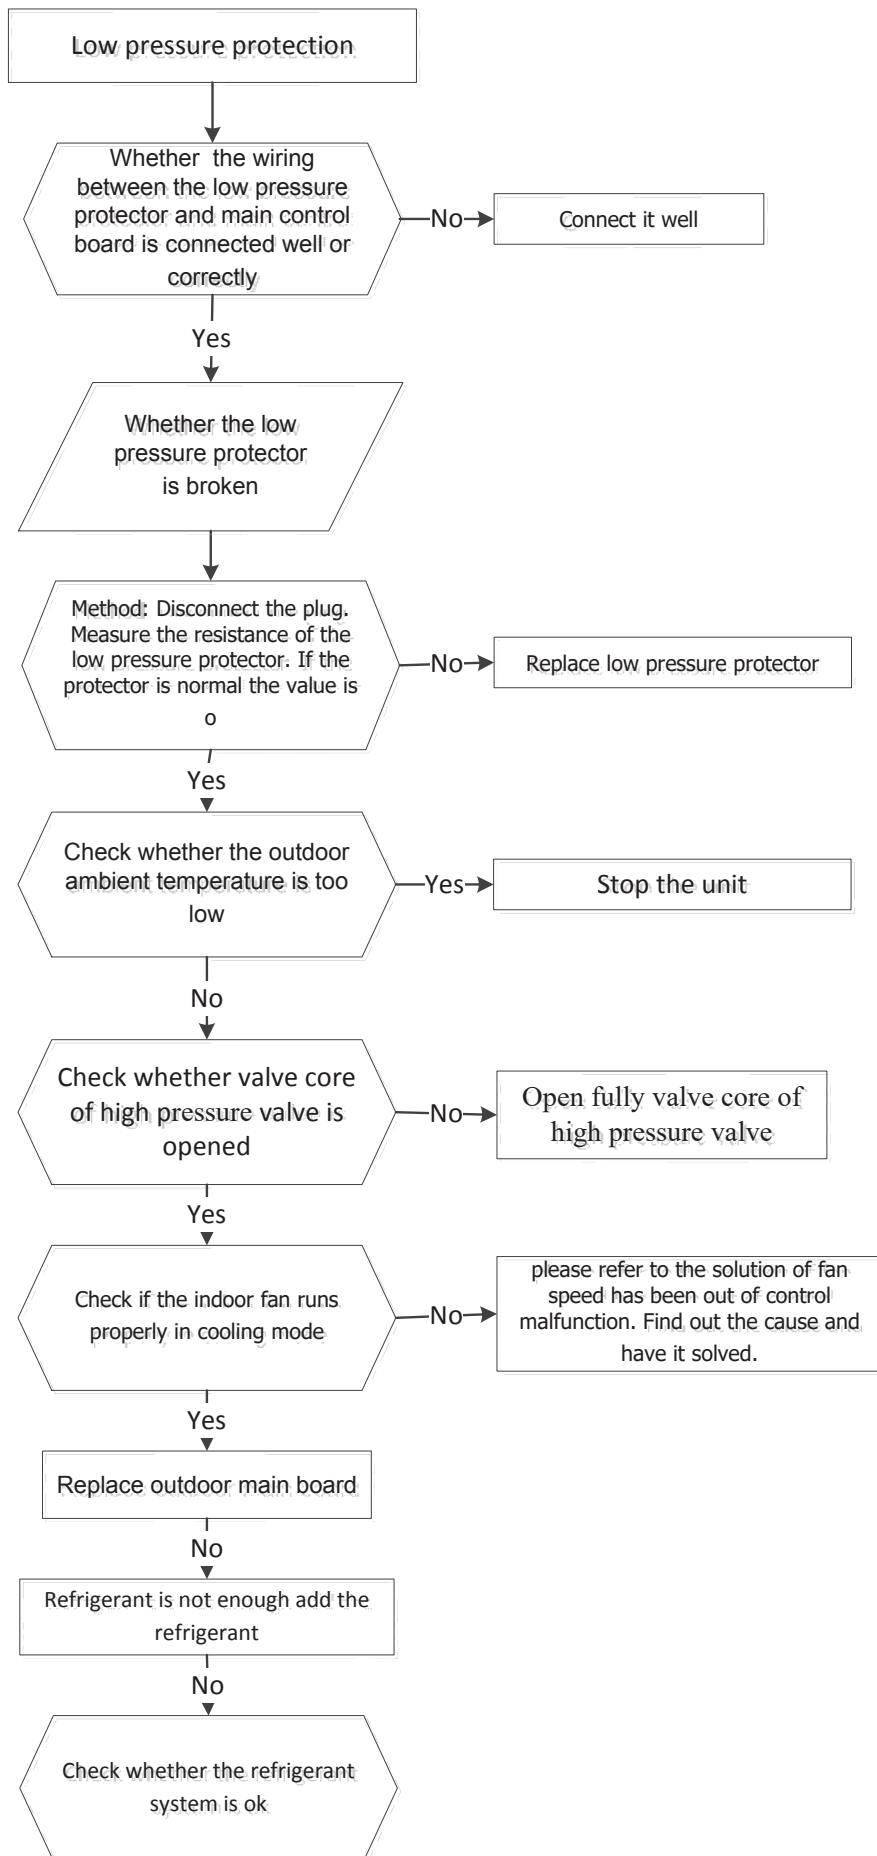 Low pressure protection
Whether the wiring
between the low pressure
protector and main control
board is connected well or
correctly
No
Connect it well
Yes
Whether the low
pressure protector
is broken
Method: Disconnect the plug.
Measure the resistance of the
low pressure protector. If the
protector is normal the value is
o
No
Replace low pressure protector
Yes
Check whether the outdoor
ambient temperature is too
low
Yes
Stop the unit
No
Check whether valve core
of high pressure valve is
opened
No
Open fully valve core of
high pressure valve
Yes
Check if the indoor fan runs
properly in cooling mode
No
please refer to the solution of fan
speed has been out of control
malfunction. Find out the cause and
have it solved.
Yes
Replace outdoor main board
No
Refrigerant is not enough add the
refrigerant
No
Check whether the refrigerant
system is ok